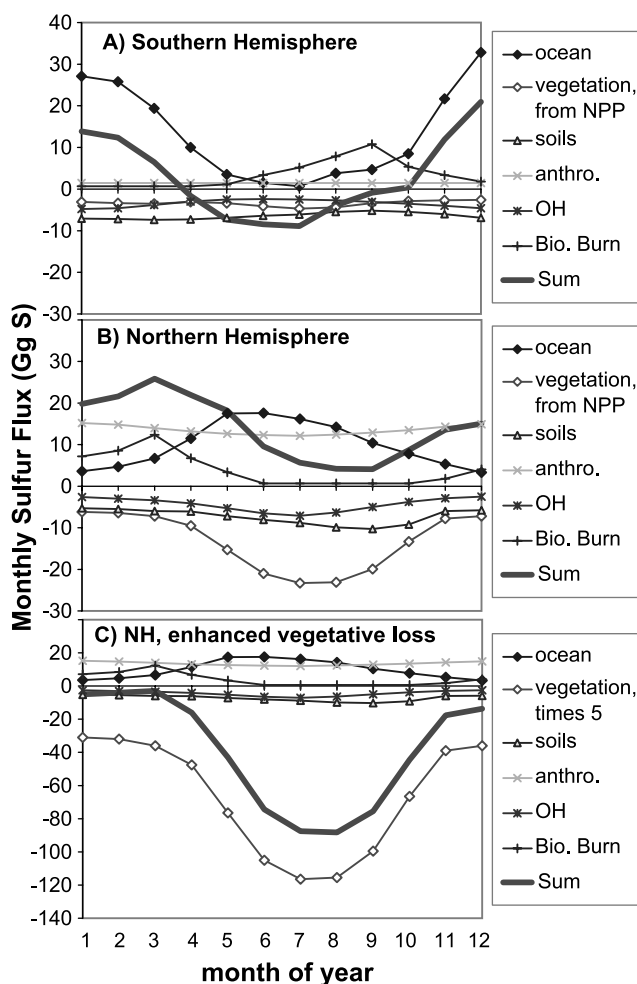 Monthly Sulfur Flux (Gg S)
A) Southern Hemisphere
40
30
20
10
0
-10
-20
-30
ocean
vegetation,
from NPP
soils
anthro.
OH
Bio. Burn
Sum
B) Northern Hemisphere
30
20
10
0
-10
-20
-30
ocean
vegetation,
from NPP
soils
anthro.
OH
Bio. Burn
Sum
C) NH, enhanced vegetative loss
20
0
-20
-40
-60
-80
-100
-120
-140
ocean
vegetation,
times 5
soils
anthro.
OH
Bio. Burn
Sum
1 2 3 4 5 6 7 8 9 10 11 12
month of year